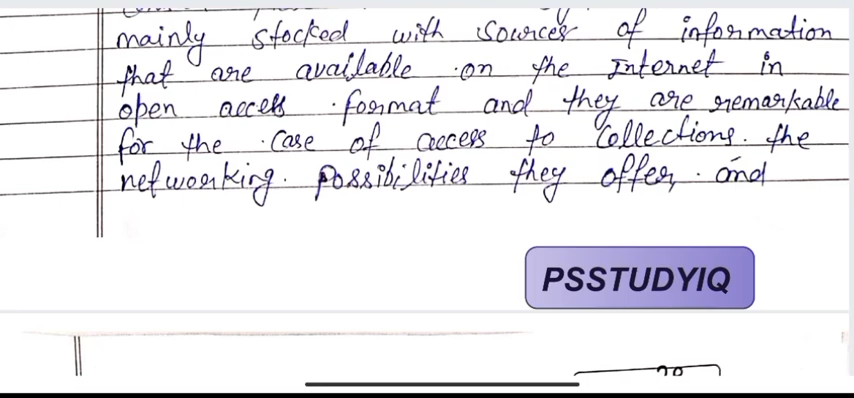 mainly stocked with sources of information
that are available on the Internet in
open access format and they are remarkable
for the case of access to collections. the
networking. possibilities they offer, and
PSSTUDYIQ